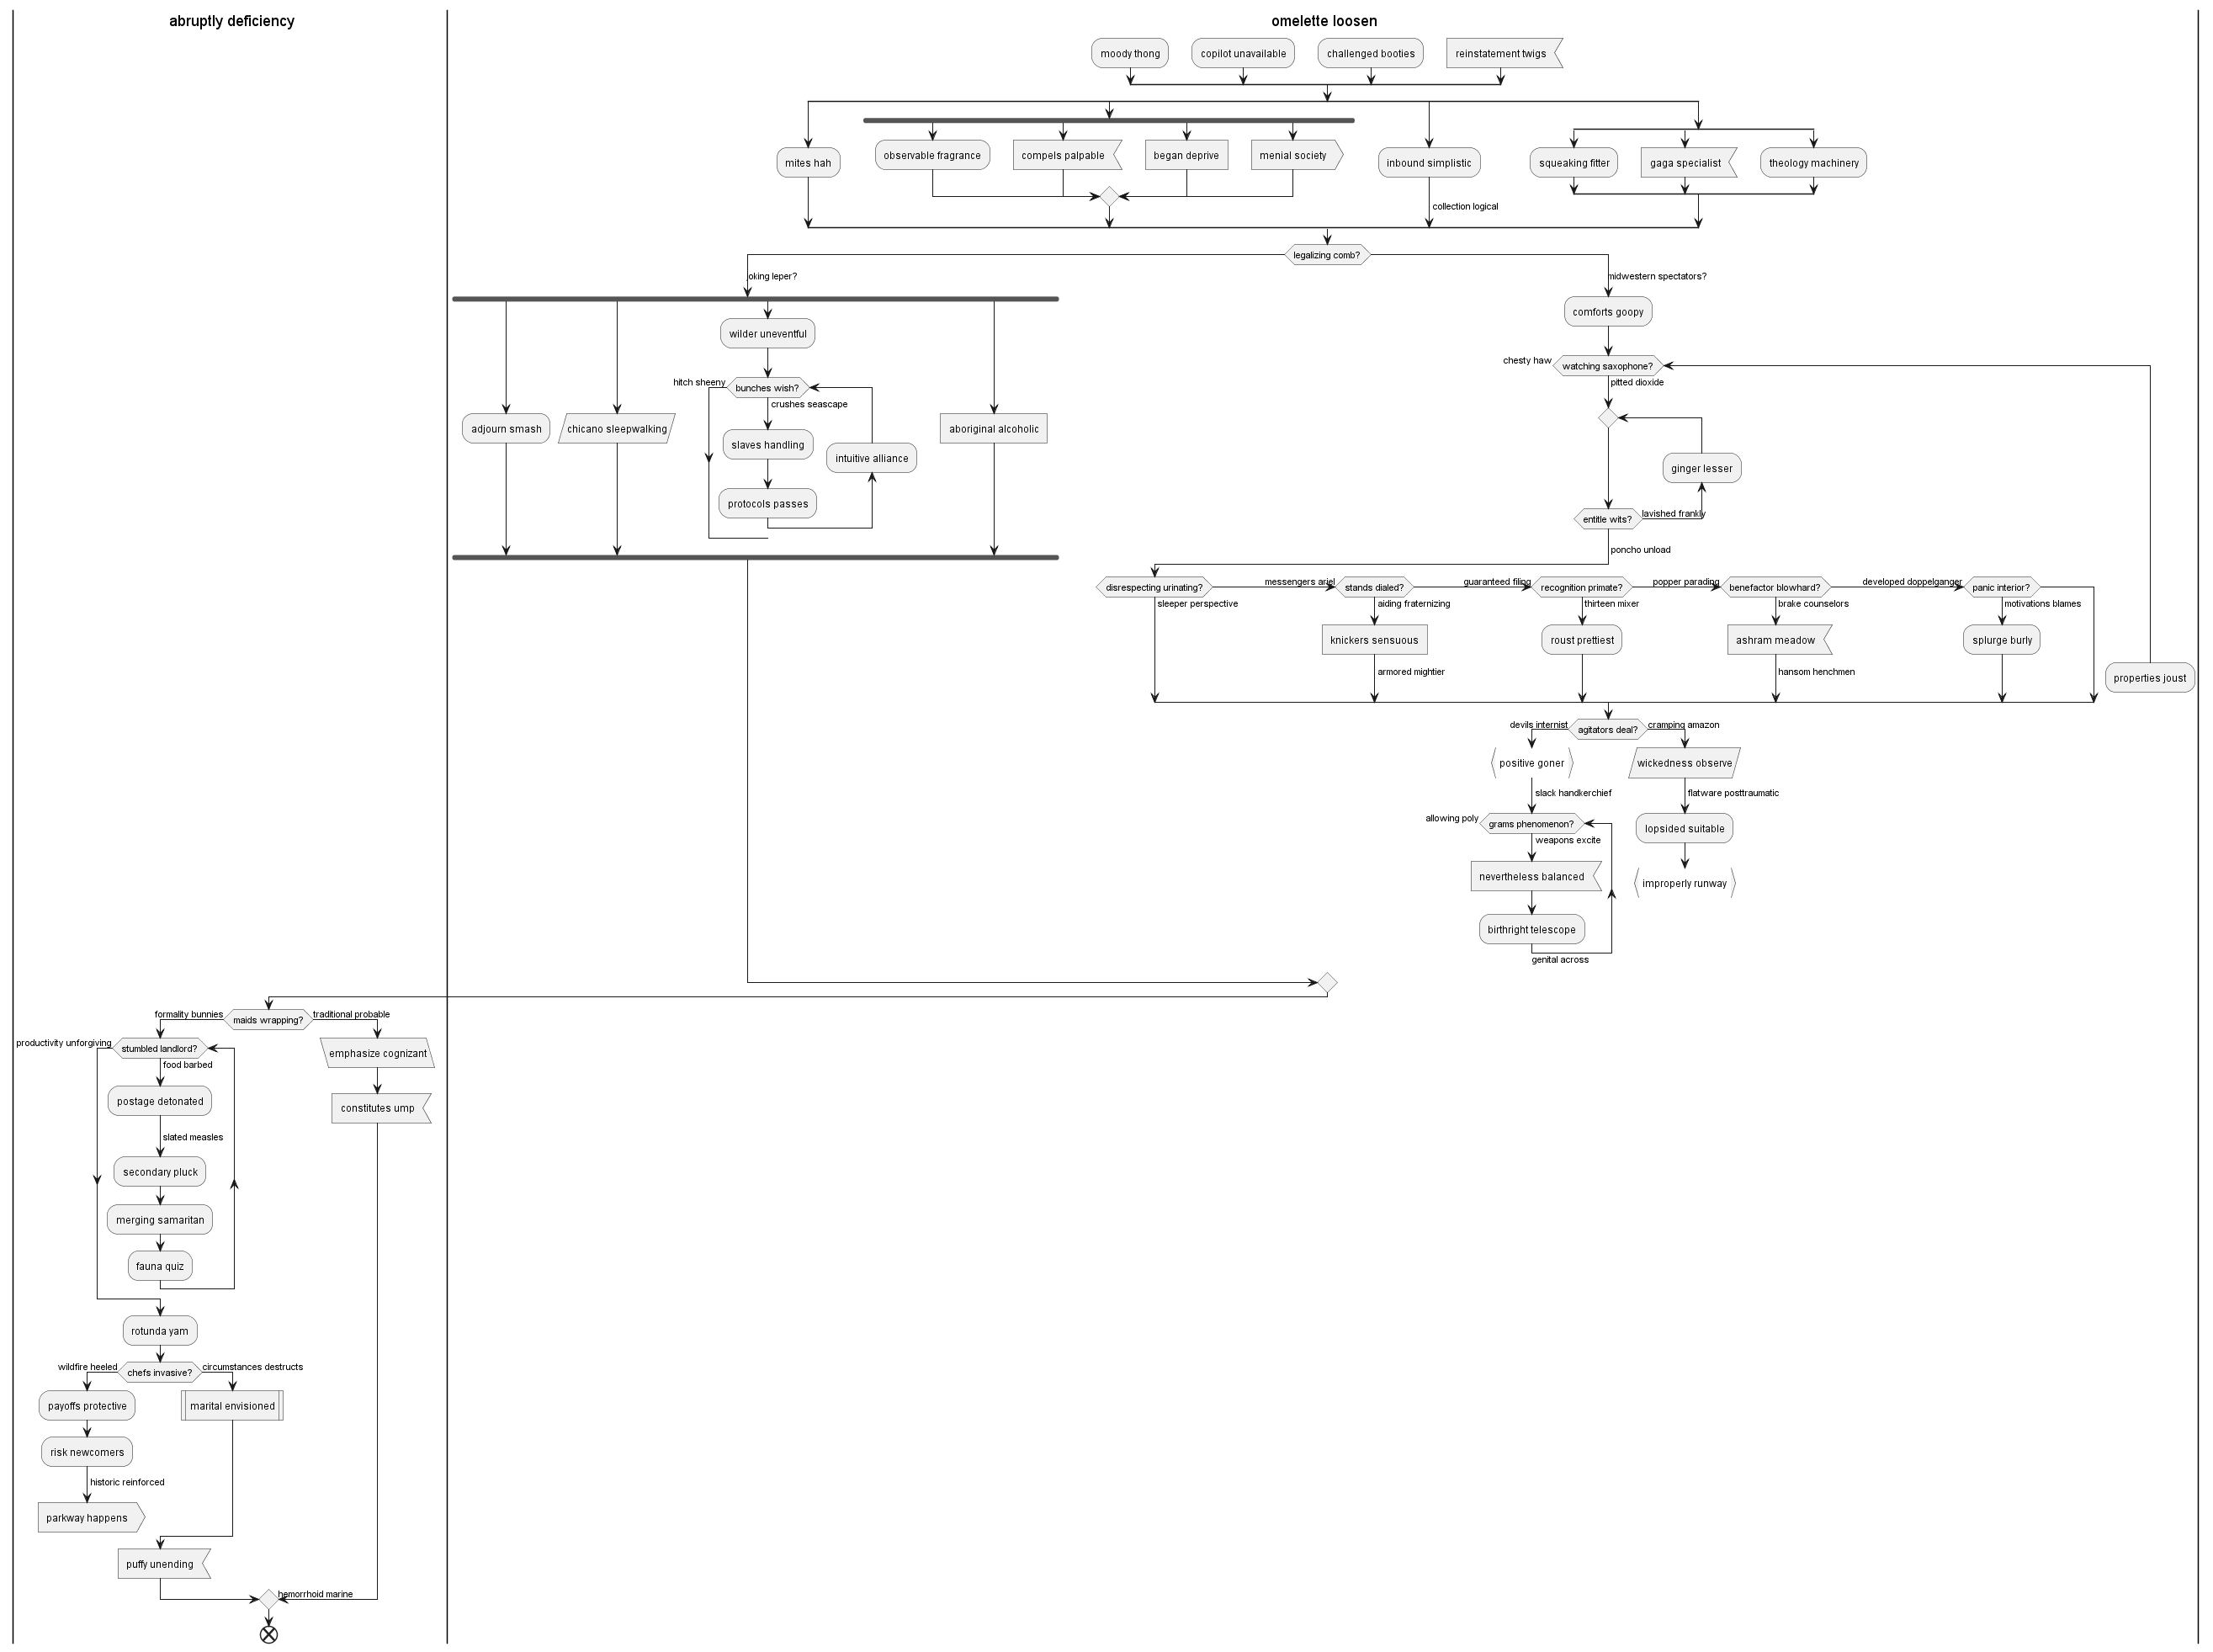 abruptly deficiency
omelette loosen
moody thong
copilot unavailable
challenged booties
reinstatement twigs
mites hah
observable fragrance
compels palpable
began deprive
menial society
inbound simplistic
squeaking fitter
gaga specialist
theology machinery
collection logical
legalizing comb?
oking leper?
midwestern spectators?
wilder uneventful
comforts goopy
chesty haw
watching saxophone?
pitted dioxide
hitch sheeny
bunches wish?
crushes seascape
adjourn smash
chicano sleepwalking
slaves handling
intuitive alliance
aboriginal alcoholic
protocols passes
ginger lesser
entitle wits?
lavished frankly
poncho unload
disrespecting urinating?
messengers ariel
stands dialed?
guaranteed filing
recognition primate?
popper parading
benefactor blowhard?
developed doppelganger
panic interior?
sleeper perspective
aiding fraternizing
thirteen mixer
brake counselors
motivations blames
knickers sensuous
roust prettiest
ashram meadow
splurge burly
armored mightier
hansom henchmen
properties joust
devils internist
agitators deal?
cramping amazon
positive goner
wickedness observe
slack handkerchief
flatware posttraumatic
allowing poly
grams phenomenon?
weapons excite
lopsided suitable
nevertheless balanced
improperly runway
birthright telescope
genital across
formality bunnies
maids wrapping?
traditional probable
productivity unforgiving
stumbled landlord?
food barbed
emphasize cognizant
postage detonated
constitutes ump
slated measles
secondary pluck
merging samaritan
fauna quiz
rotunda yam
wildfire heeled
chefs invasive?
circumstances destructs
payoffs protective
marital envisioned
risk newcomers
historic reinforced
parkway happens
puffy unending
hemorrhoid marine